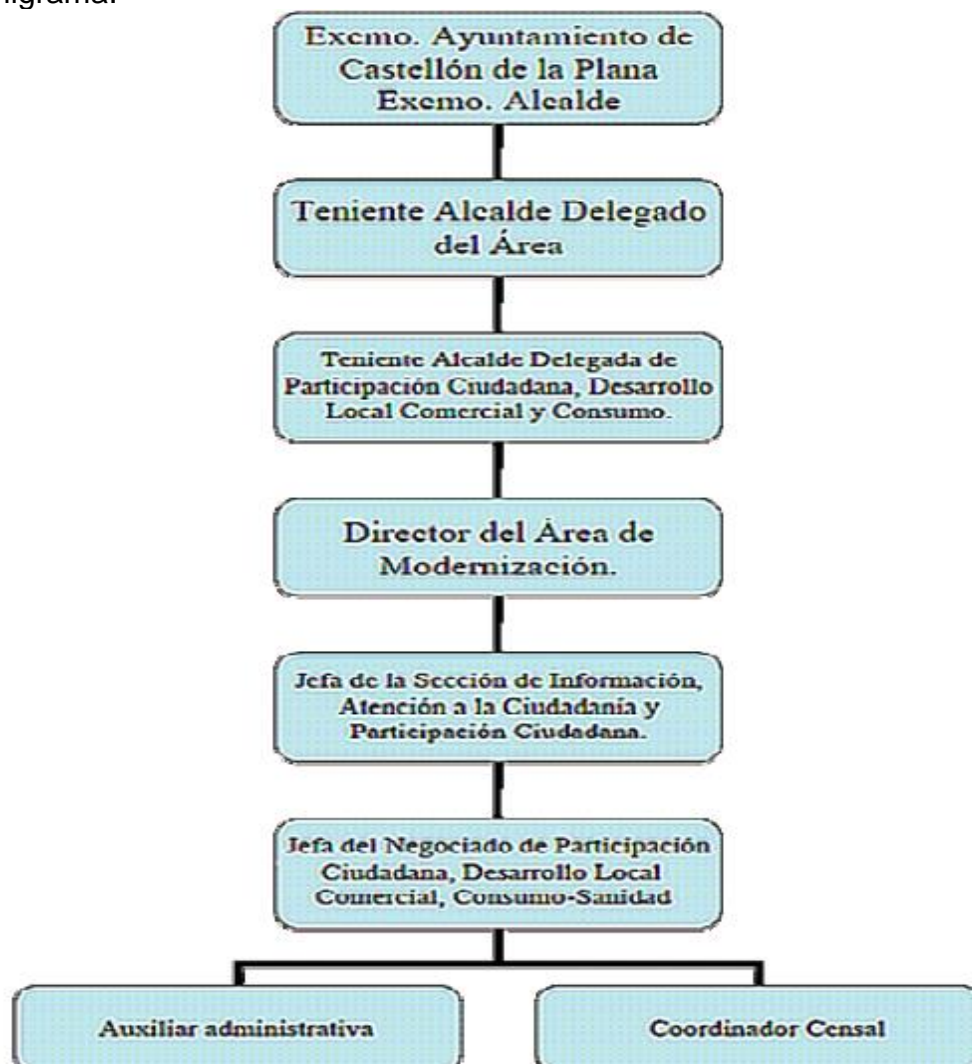 Excmo. Ayuntamiento de
Castellón de la Plana
Excmo. Alcalde
Teniente Alcalde Delegado
del Área
Teniente Alcalde Delegada de
Participación Ciudadana, Desarrollo
Local Comercial y Consumo.
Director del Área de
Modernización.
Jefa de la Sección de Información,
Atención a la Ciudadanía y
Participación Ciudadana.
Jefa del Negociado de Participación
Ciudadana, Desarrollo Local
Comercial, Consumo-Sanidad
Auxiliar administrativa
Coordinador Censal